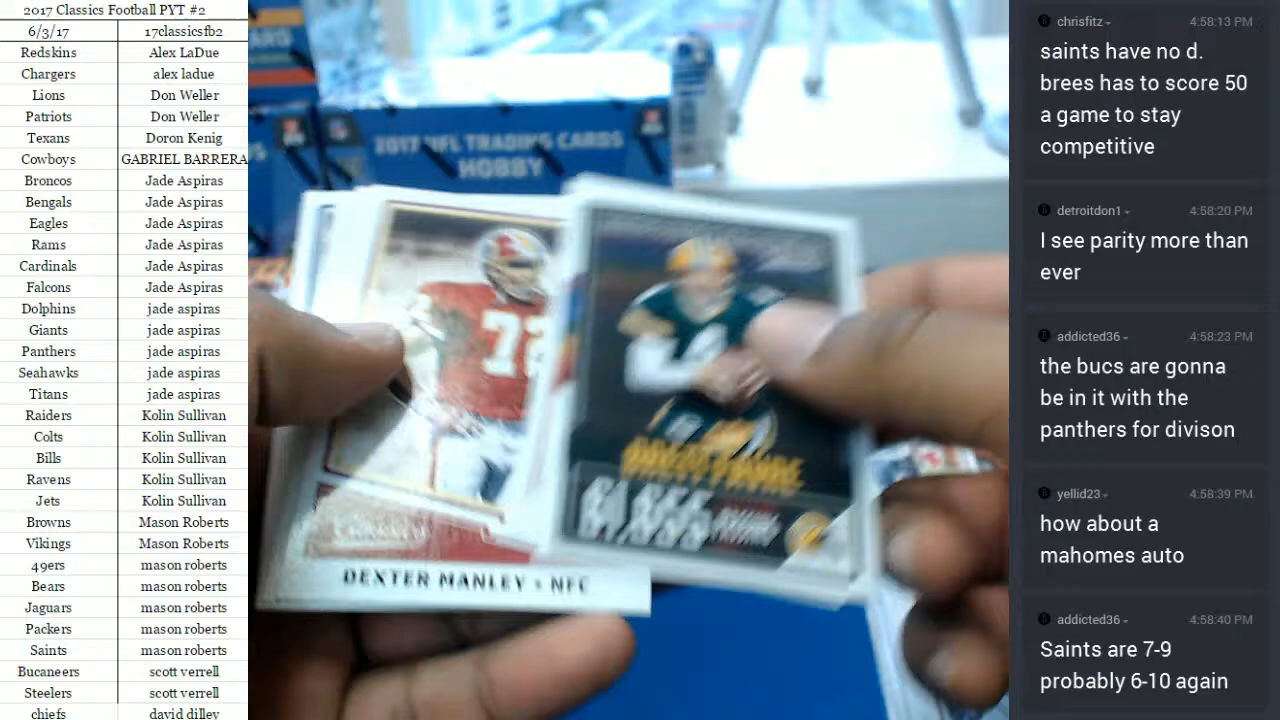 2017 Classics Football PYT #2
6/3/17 17classicsfb2
Redskins Alex LaDue
Chargers alex ladue
Lions Don Weller
Patriots Don Weller
Texans Doron Kenig
Cowboys GABRIEL BARRERA
Broncos Jade Aspiras
Bengals Jade Aspiras
Eagles Jade Aspiras
Rams Jade Aspiras
Cardinals Jade Aspiras
Falcons Jade Aspiras
Dolphins jade aspiras
Giants jade aspiras
Panthers jade aspiras
Seahawks jade aspiras
Titans jade aspiras
Raiders Kolin Sullivan
Colts Kolin Sullivan
Bills Kolin Sullivan
Ravens Kolin Sullivan
Jets Kolin Sullivan
Browns Mason Roberts
Vikings Mason Roberts
49ers mason roberts
Bears mason roberts
Jaguars mason roberts
Packers mason roberts
Saints mason roberts
Bucaneers scott verrell
Steelers scott verrell
chiefs david dilley
2017 NFL TRADING CARDS
HOBBY
72
BRETT FAVRE
DEXTER MANLEY • NFC
chrisfitz 4:58:13 PM
saints have no d.
brees has to score 50
a game to stay
competitive
detroitdon1 4:58:20 PM
I see parity more than
ever
addicted36 4:58:23 PM
the bucs are gonna
be in it with the
panthers for divison
yellid23 4:58:39 PM
how about a
mahomes auto
addicted36 4:58:40 PM
Saints are 7-9
probably 6-10 again